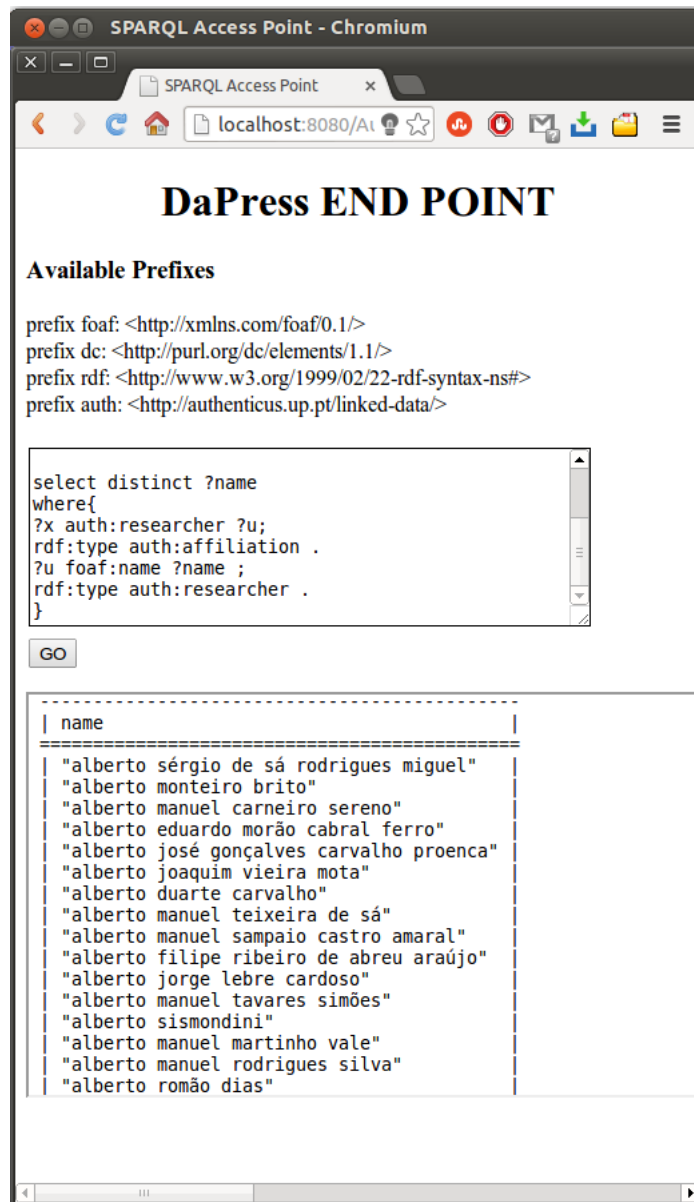 SPARQL Access Point - Chromium
SPARQL Access Point
localhost:8080/At
DaPress END POINT
Available Prefixes
prefix foaf: <http://xmlns.com/foaf/0.1/>
prefix dc: <http://purl.org/dc/elements/1.1/>
prefix rdf: <http://www.w3.org/1999/02/22-rdf-syntax-ns#>
prefix auth: <http://authenticus.up.pt/linked-data/>
select distinct ?name
where{
?x auth:researcher ?u;
rdf:type auth:affiliation .
?u foaf:name ?name ;
rdf:type auth:researcher .
}
GO
---------------------------------------------
| name |
=============================================
| "alberto sérgio de sá rodrigues miguel" |
| "alberto monteiro brito" |
| "alberto manuel carneiro sereno" |
| "alberto eduardo morão cabral ferro" |
| "alberto josé gonçalves carvalho proenca" |
| "alberto joaquim vieira mota" |
| "alberto duarte carvalho" |
| "alberto manuel teixeira de sá" |
| "alberto manuel sampaio castro amaral" |
| "alberto filipe ribeiro de abreu araújo" |
| "alberto jorge lebre cardoso" |
| "alberto manuel tavares simões" |
| "alberto sismondini" |
| "alberto manuel martinho vale" |
| "alberto manuel rodrigues silva" |
| "alberto romão dias" |